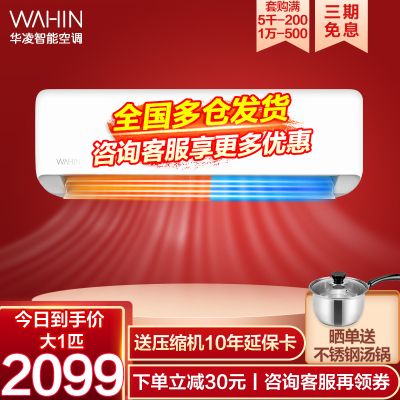 WAHIN
华凌智能空调
套购满
5千-200
1万-500
三期
免息
全国多仓发货
咨询客服享更多优惠
WAHIN
晒单送
不锈钢汤锅
今日到手价
大1匹
2099
送压缩机10年延保卡
下单立减30元|咨询客服再领券